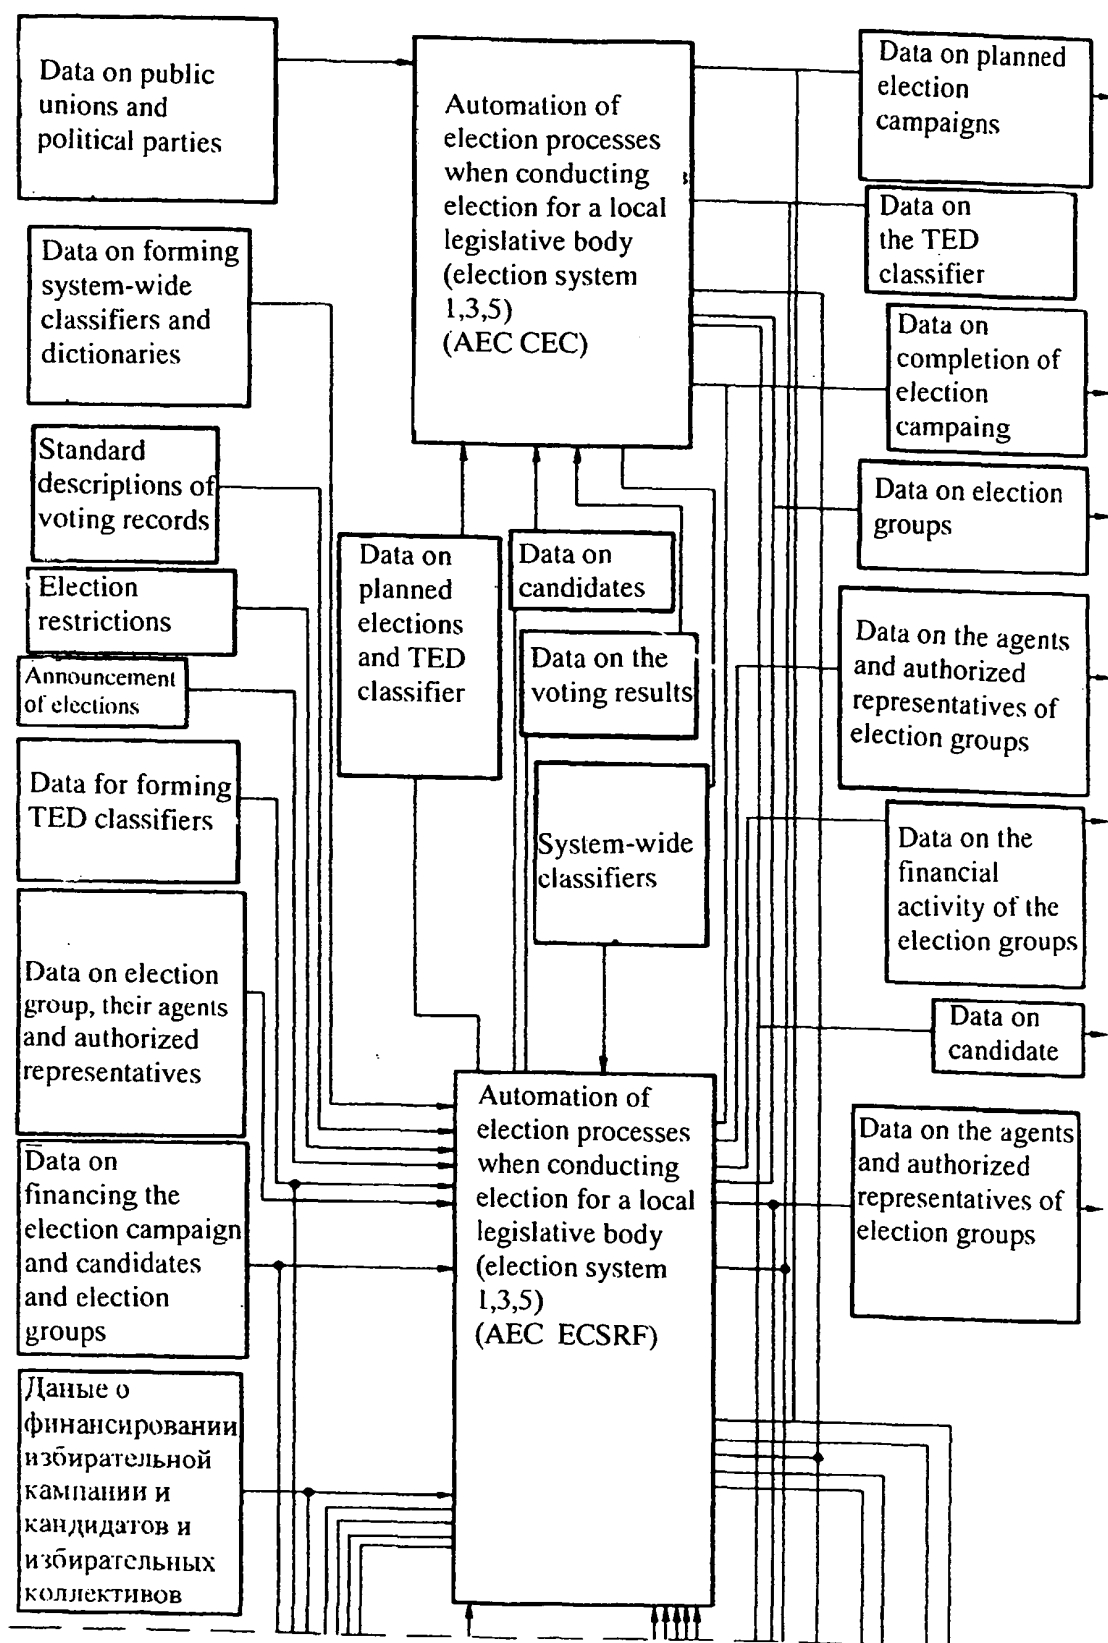 Data on public
unions and
political parties
Data on forming
system-wide
classifiers and
dictionaries
Standard
descriptions of
voting records
Election
restrictions
Announcement
of elections
Data for forming
TED classifiers
Data on election
group, their agents
and authorized
representatives
Data on
financing the
election campaign
and candidates
and election
groups
Даные о
финансировании
избирательной
кампании и
кандидатов и
избирательных
коллективов
Automation of
election processes
when conducting
election for a local
legislative body
(election system
1,3,5)
(AEC CEC)
Data on
planned
elections
and TED
classifier
Data on
candidates
Data on the
voting results
System-wide
classifiers
Automation of
election processes
when conducting
election for a local
legislative body
(election system
1,3,5)
(AEC ECSRF)
Data on planned
election
campaigns
Data on
the TED
classifier
Data on
completion of
election
campaing
Data on election
groups
Data on the agents
and authorized
representatives of
election groups
Data on the
financial
activity of the
election groups
Data on
candidate
Data on the agents
and authorized
representatives of
election groups